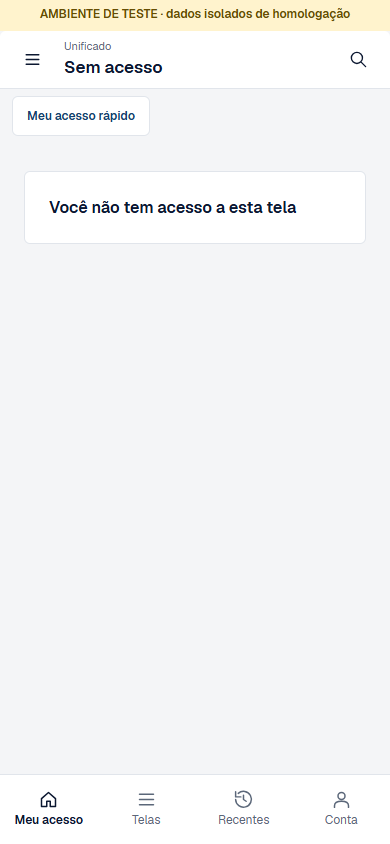 AMBIENTE DE TESTE · dados isolados de homologação
Unificado
Sem acesso
Meu acesso rápido
Você não tem acesso a esta tela
Meu acesso
Telas
Recentes
Conta